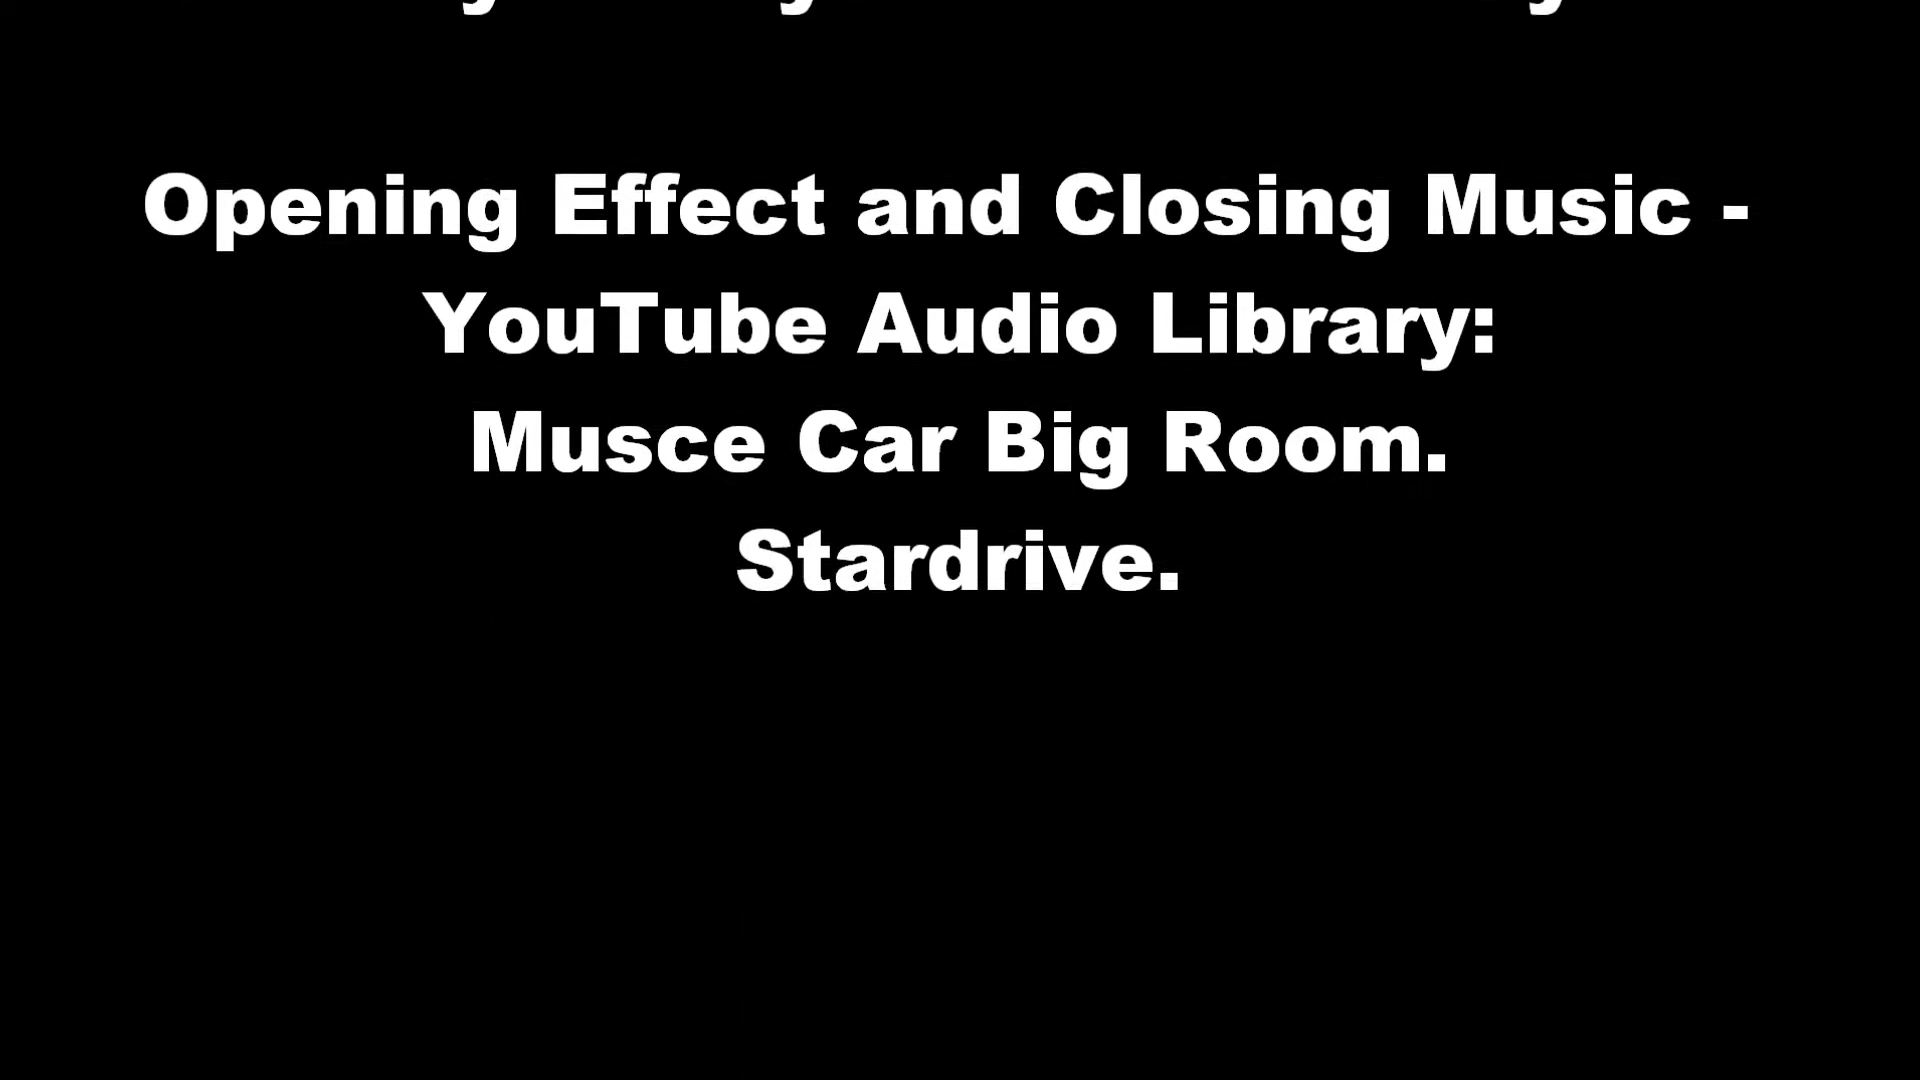 Opening Effect and Closing Music -
YouTube Audio Library:
Musce Car Big Room.
Stardrive.